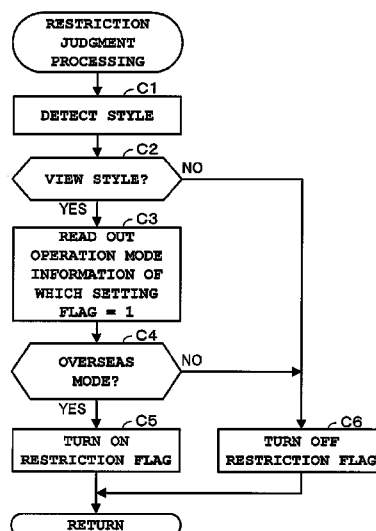 RESTRICTION
JUDGMENT
PROCESSING
C1
DETECT STYLE
C2
VIEW STYLE?
NO
YES
C3
READ OUT
OPERATION MODE
INFORMATION OF
WHICH SETTING
FLAG = 1
C4
OVERSEAS
MODE?
NO
YES
C5
TURN ON
RESTRICTION FLAG
C6
TURN OFF
RESTRICTION FLAG
RETURN